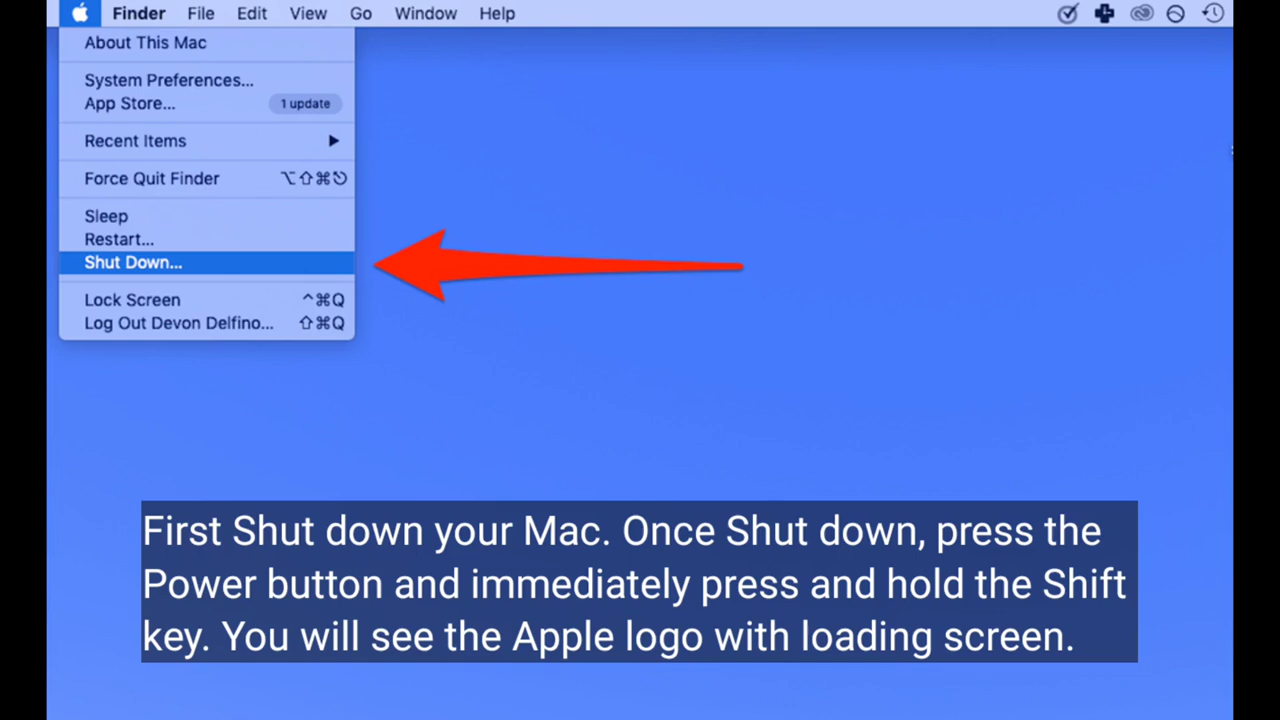 Finder File Edit View Go Window Help
About This Mac
System Preferences...
App Store... 1 update
Recent Items ▶
Force Quit Finder ⌥⇧⌘⎋
Sleep
Restart...
Shut Down...
Lock Screen ^⌘Q
Log Out Devon Delfino... ⇧⌘Q
First Shut down your Mac. Once Shut down, press the
Power button and immediately press and hold the Shift
key. You will see the Apple logo with loading screen.